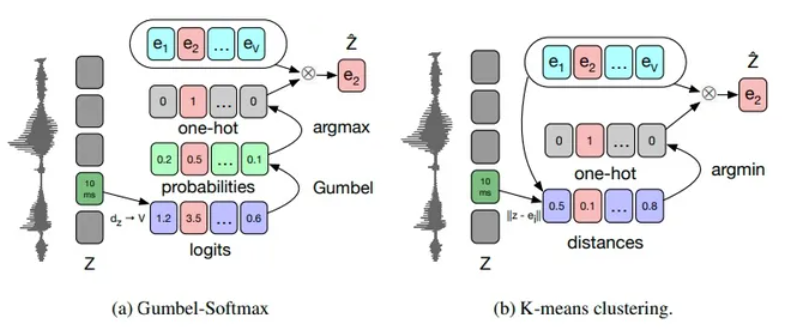 e1 e2 ... eV
Ẑ
⊗ e2
0 1 ... 0
one-hot
argmax
0.2 0.5 ... 0.1
probabilities
Gumbel
10 ms
dz → V
1.2 3.5 ... 0.6
logits
Z
(a) Gumbel-Softmax
e1 e2 ... eV
Ẑ
⊗ e2
0 1 ... 0
one-hot
argmin
10 ms
||z - ei||
0.5 0.1 ... 0.8
distances
Z
(b) K-means clustering.